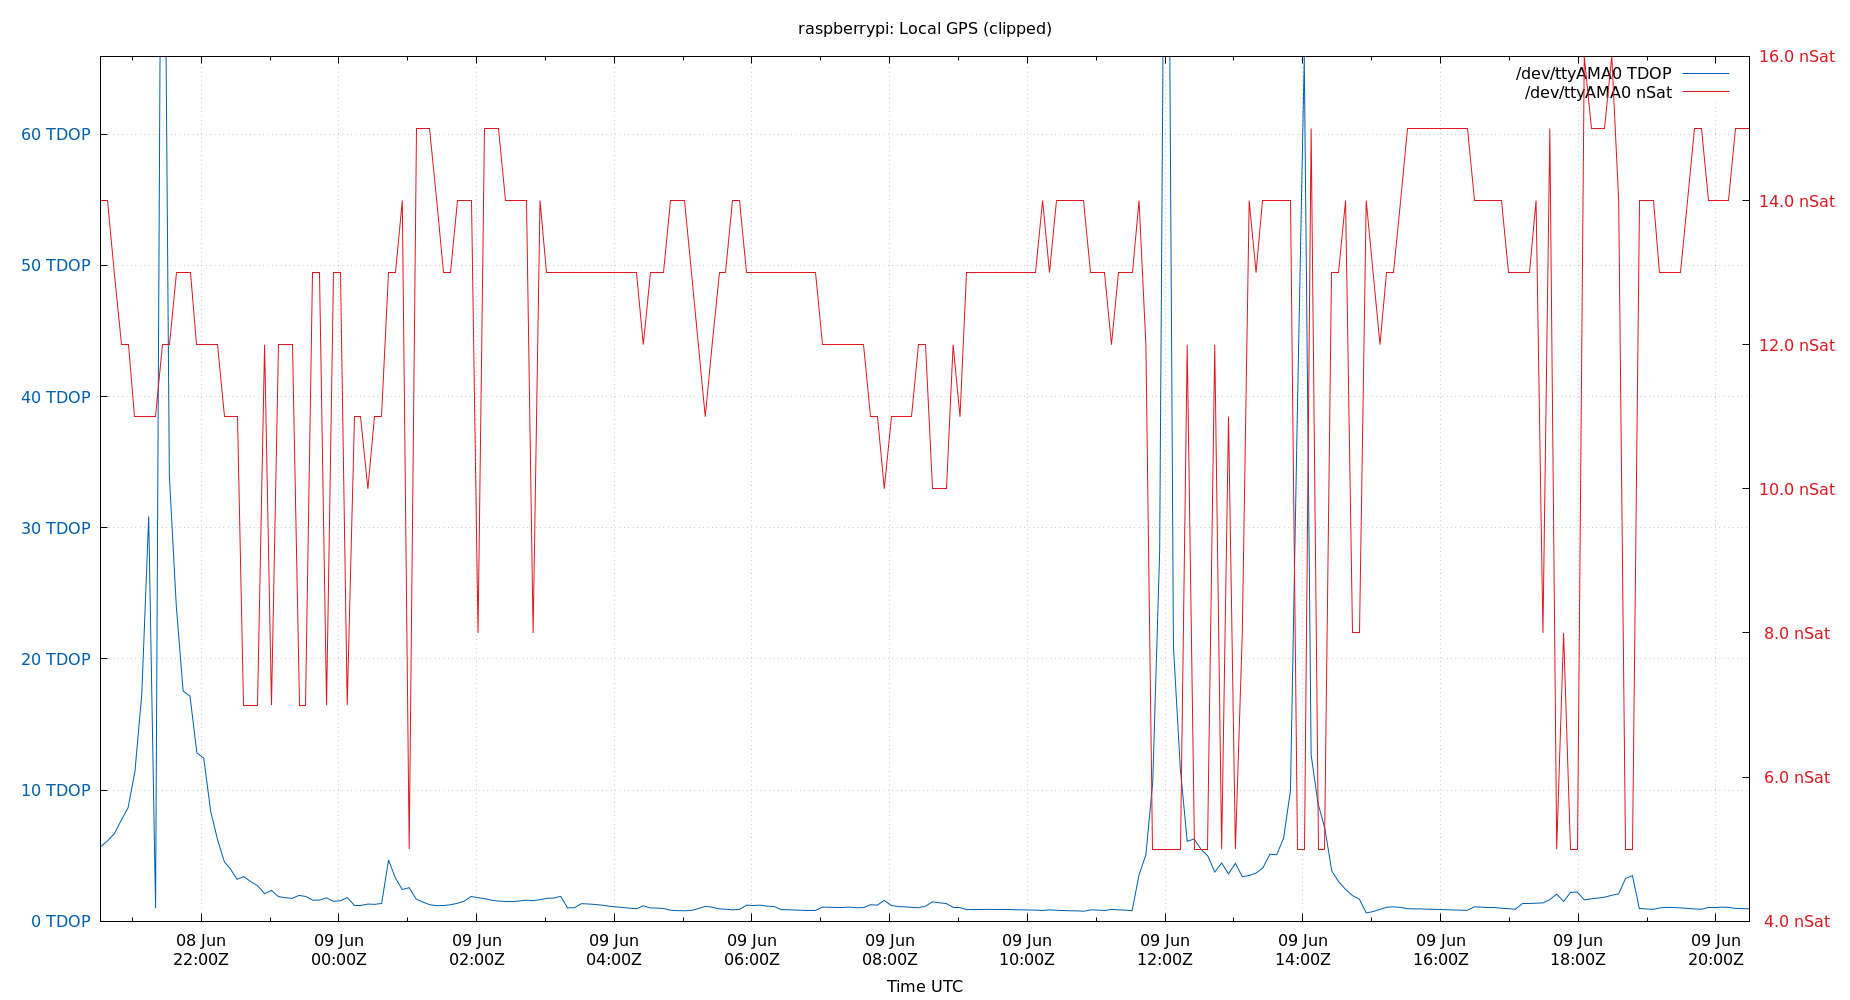 raspberrypi: Local GPS (clipped)
16.0 nSat
/dev/ttyAMA0 TDOP
/dev/ttyAMA0 nSat
60 TDOP
14.0 nSat
50 TDOP
12.0 nSat
40 TDOP
10.0 nSat
30 TDOP
8.0 nSat
20 TDOP
6.0 nSat
10 TDOP
0 TDOP
4.0 nSat
08 Jun 09 Jun 09 Jun 09 Jun 09 Jun 09 Jun 09 Jun 09 Jun 09 Jun 09 Jun 09 Jun 09 Jun
22:00Z 00:00Z 02:00Z 04:00Z 06:00Z 08:00Z 10:00Z 12:00Z 14:00Z 16:00Z 18:00Z 20:00Z
Time UTC